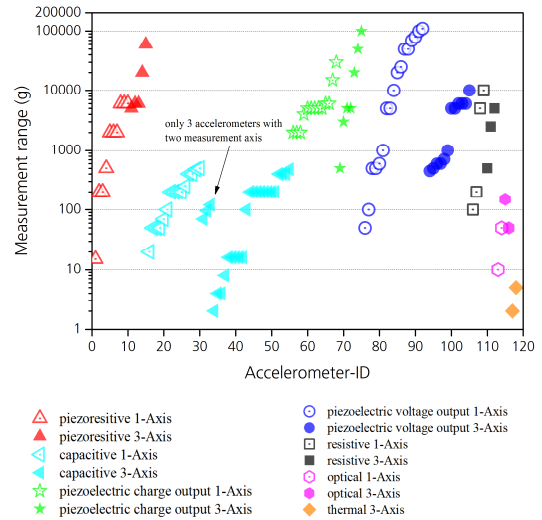 Measurement range (g)
200000
100000
10000
1000
100
10
1
only 3 accelerometers with
two measurement axis
0 10 20 30 40 50 60 70 80 90 100 110 120
Accelerometer-ID
piezoresitive 1-Axis
piezoresitive 3-Axis
capacitive 1-Axis
capacitive 3-Axis
piezoelectric charge output 1-Axis
piezoelectric charge output 3-Axis
piezoelectric voltage output 1-Axis
piezoelectric voltage output 3-Axis
resistive 1-Axis
resistive 3-Axis
optical 1-Axis
optical 3-Axis
thermal 3-Axis